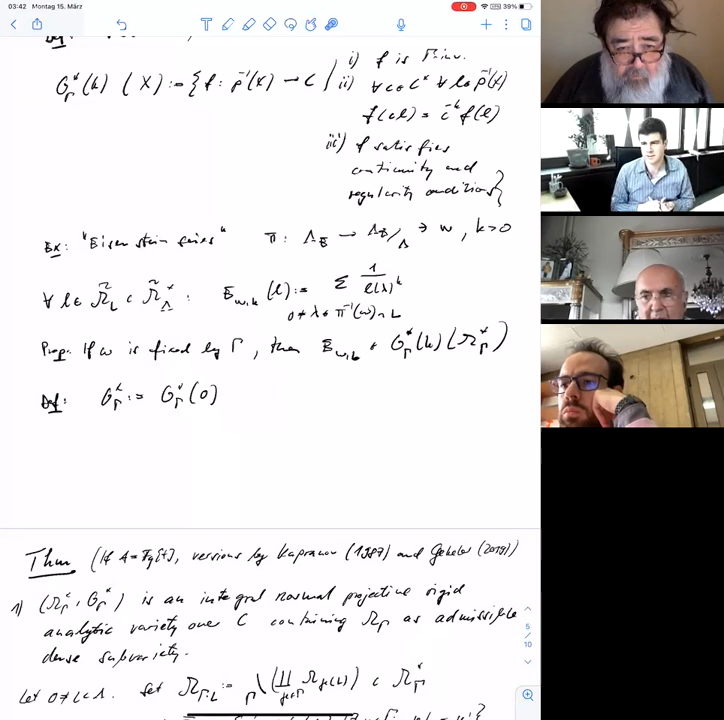 03:42 Montag 15. März
39%
Def:
i) f is Γ-inv.
G_Γ^*(k) (X) := { f: p^{-1}(X) → C | ii) ∀ c ∈ C^* ∀ l ∈ p^{-1}(X)
f(cl) = c^{-k} f(l)
iii) f satisfies
continuity and
regularity conditions }
Ex: "Eisenstein series" π: Λ_E → Λ_E/Λ ∋ w, k>0
∀ l ∈ Ω̃_L ⊂ Ω̃_Λ^*: E_{w,k} (l) := Σ 1/l(λ)^k
0≠λ∈π^{-1}(w)∩L
Prop: If w is fixed by Γ, then E_{w,k} ∈ G_Γ^*(k)(Ω_Γ^*)
Def: G_Γ^* := G_Γ^*(0)
Thm (If A = F_q[t], versions by Kapranov (1987) and Gekeler (2019))
1) (Ω_Γ^*, G_Γ^*) is an integral normal projective rigid
analytic variety over C containing Ω_Γ as admissible
dense subvariety.
Let 0≠L⊂Λ. Set Ω_{Γ,L} := Γ\(∐_{γ∈Γ} Ω_{γ(L)}) ⊂ Ω_Γ^*
5
/
10